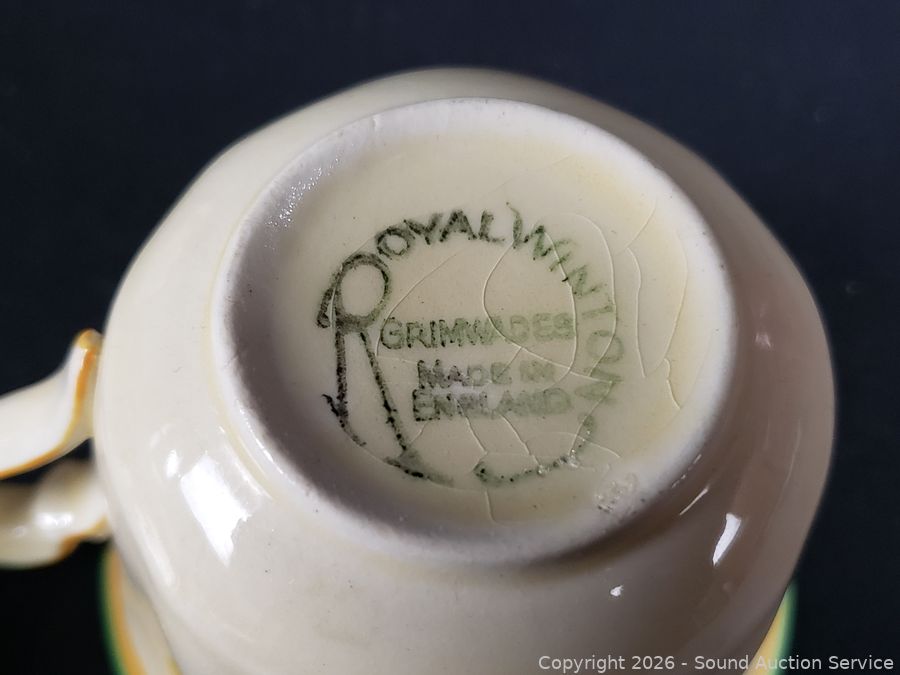 ROYAL WINTON
GRIMWADES
MADE IN
ENGLAND
Copyright 2026 - Sound Auction Service